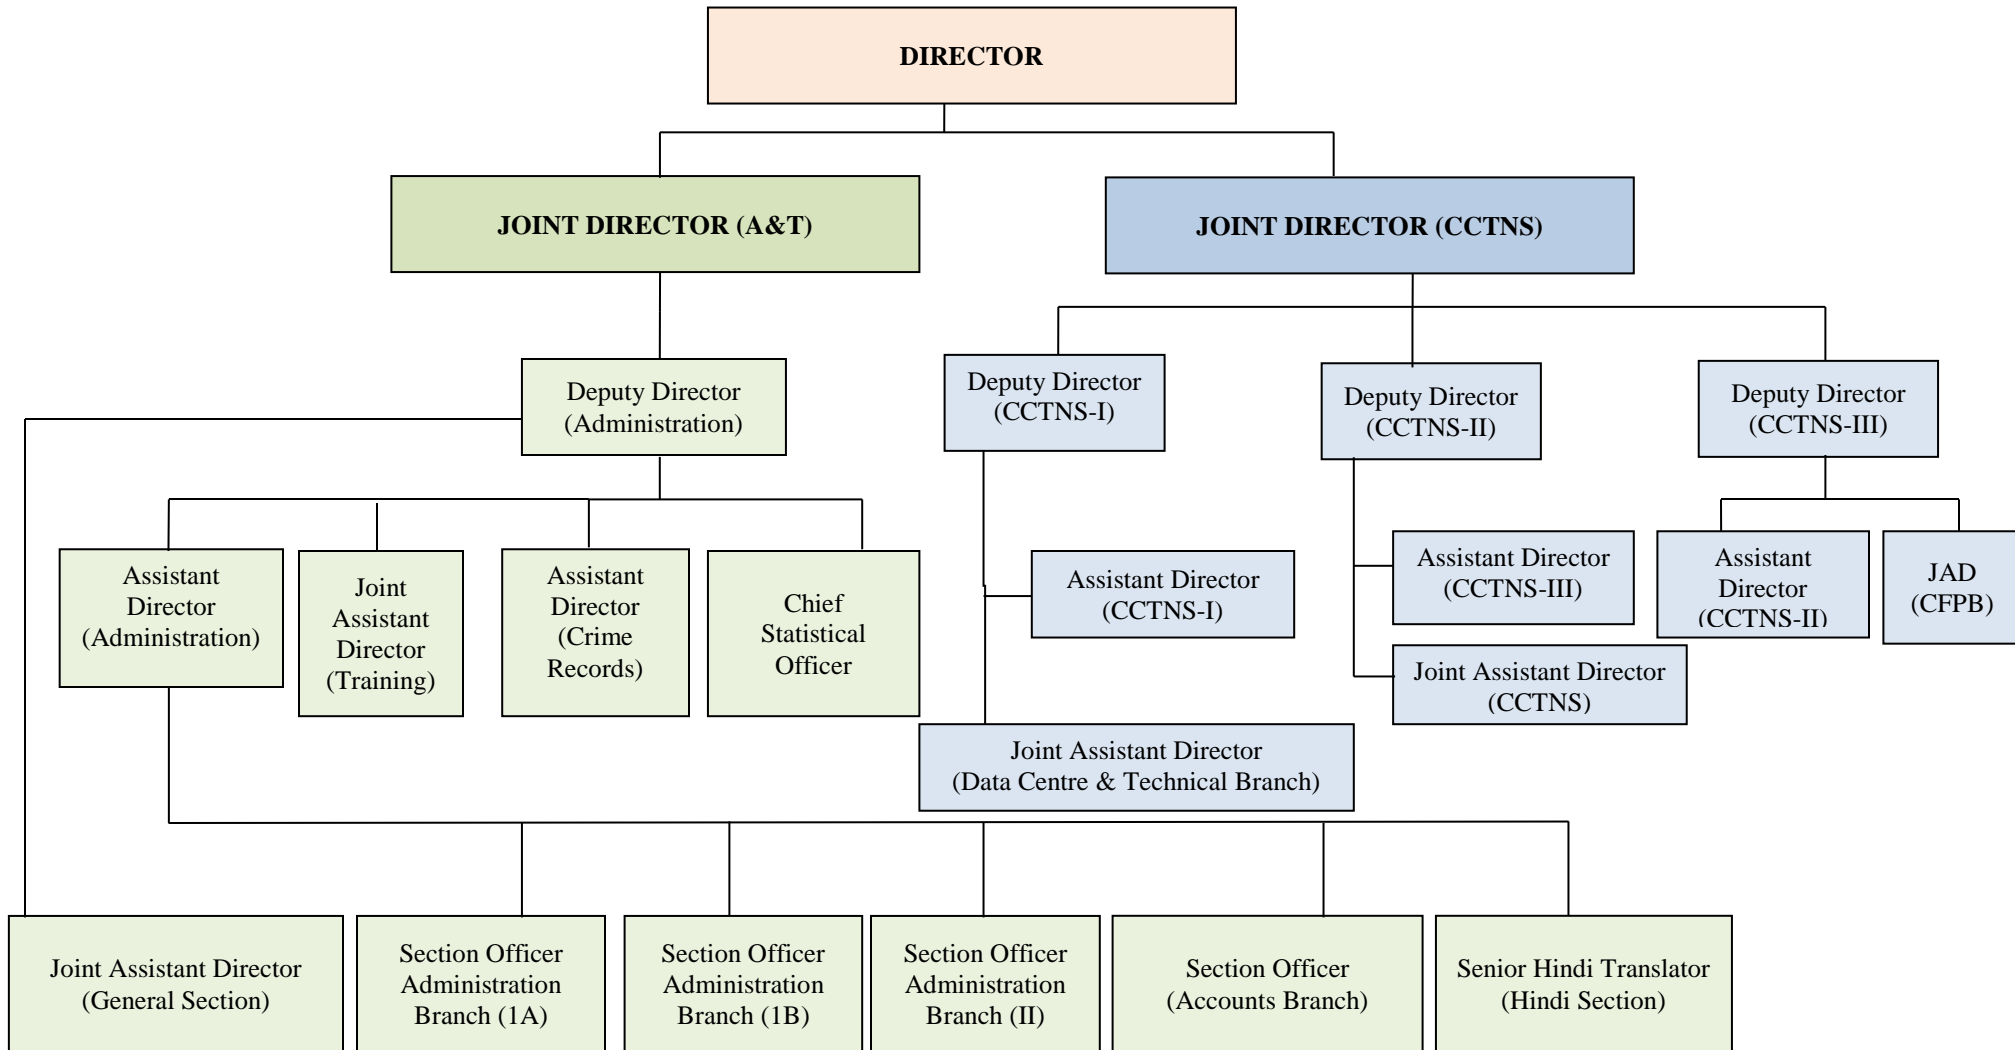 DIRECTOR
JOINT DIRECTOR (A&T)
JOINT DIRECTOR (CCTNS)
Deputy Director
(Administration)
Deputy Director
(CCTNS-I)
Deputy Director
(CCTNS-II)
Deputy Director
(CCTNS-III)
Assistant
Director
(Administration)
Joint
Assistant
Director
(Training)
Assistant
Director
(Crime
Records)
Chief
Statistical
Officer
Assistant Director
(CCTNS-I)
Assistant Director
(CCTNS-III)
Assistant
Director
(CCTNS-II)
JAD
(CFPB)
Joint Assistant Director
(CCTNS)
Joint Assistant Director
(Data Centre & Technical Branch)
Joint Assistant Director
(General Section)
Section Officer
Administration
Branch (1A)
Section Officer
Administration
Branch (1B)
Section Officer
Administration
Branch (II)
Section Officer
(Accounts Branch)
Senior Hindi Translator
(Hindi Section)